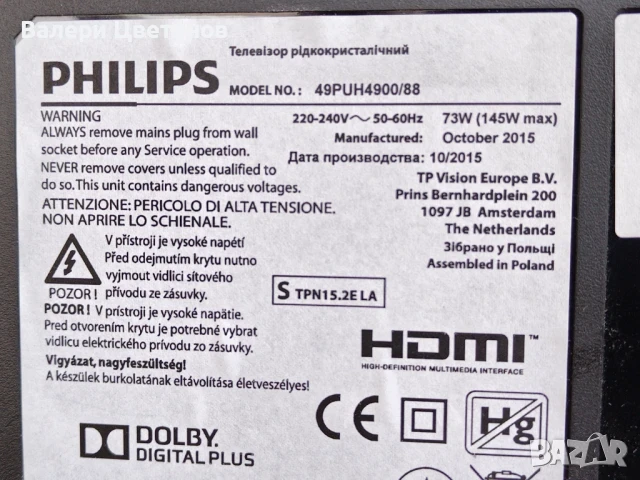 Валери Цветанов
Телевізор рідкокристалічний
PHILIPS MODEL NO.: 49PUH4900/88
WARNING
ALWAYS remove mains plug from wall
socket before any Service operation.
NEVER remove covers unless qualified to
do so. This unit contains dangerous voltages.
ATTENZIONE: PERICOLO DI ALTA TENSIONE.
NON APRIRE LO SCHIENALE.
220-240V~ 50-60Hz 73W (145W max)
Manufactured: October 2015
Дата производства: 10/2015
TP Vision Europe B.V.
Prins Bernhardplein 200
1097 JB Amsterdam
The Netherlands
Зібрано у Польщі
Assembled in Poland
V přístroji je vysoké napětí
Před odejmutím krytu nutno
vyjmout vidlici síťového
POZOR! přívodu ze zásuvky.
POZOR! V prístroji je vysoké napätie.
Pred otvorením krytu je potrebné vybrat
vidlicu elektrického prívodu zo zásuvky.
Vigyázat, nagyfeszültség!
A készülek burkolatának eltávolítása életveszélyes!
S TPN15.2E LA
HDMI™
HIGH-DEFINITION MULTIMEDIA INTERFACE
DOLBY.
DIGITAL PLUS
CE
Hg
BAZAR